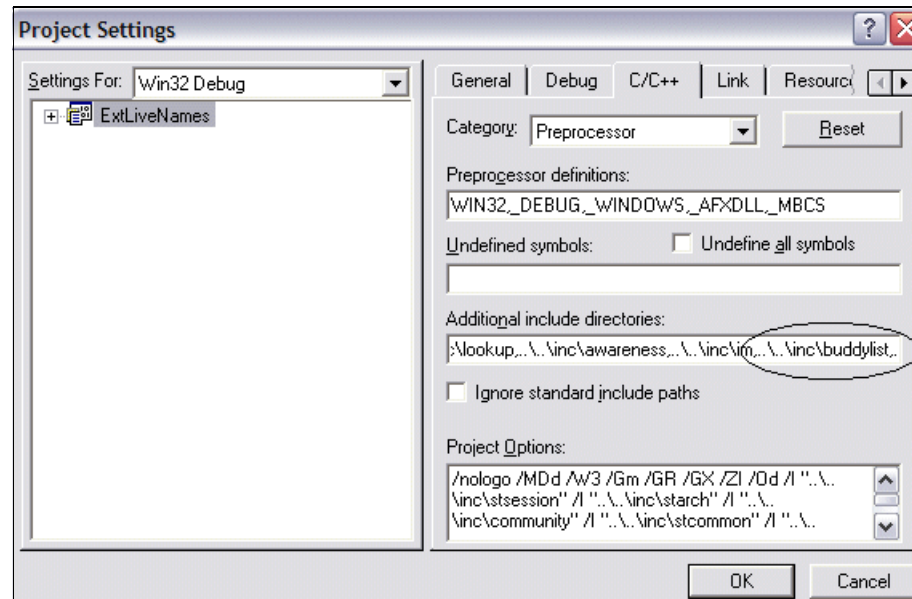 Project Settings
Settings For: Win32 Debug
ExtLiveNames
General Debug C/C++ Link Resourc
Category: Preprocessor Reset
Preprocessor definitions:
WIN32,_DEBUG,_WINDOWS,_AFXDLL,_MBCS
Undefined symbols: Undefine all symbols
Additional include directories:
:\lookup,..\..\inc\awareness,..\..\inc\im,..\..\inc\buddylist,.
Ignore standard include paths
Project Options:
/nologo /MDd /W3 /Gm /GR /GX /ZI /Od /I "..\..
\inc\stsession" /I "..\..\inc\starch" /I "..\..
\inc\community" /I "..\..\inc\stcommon" /I "..\..
OK Cancel